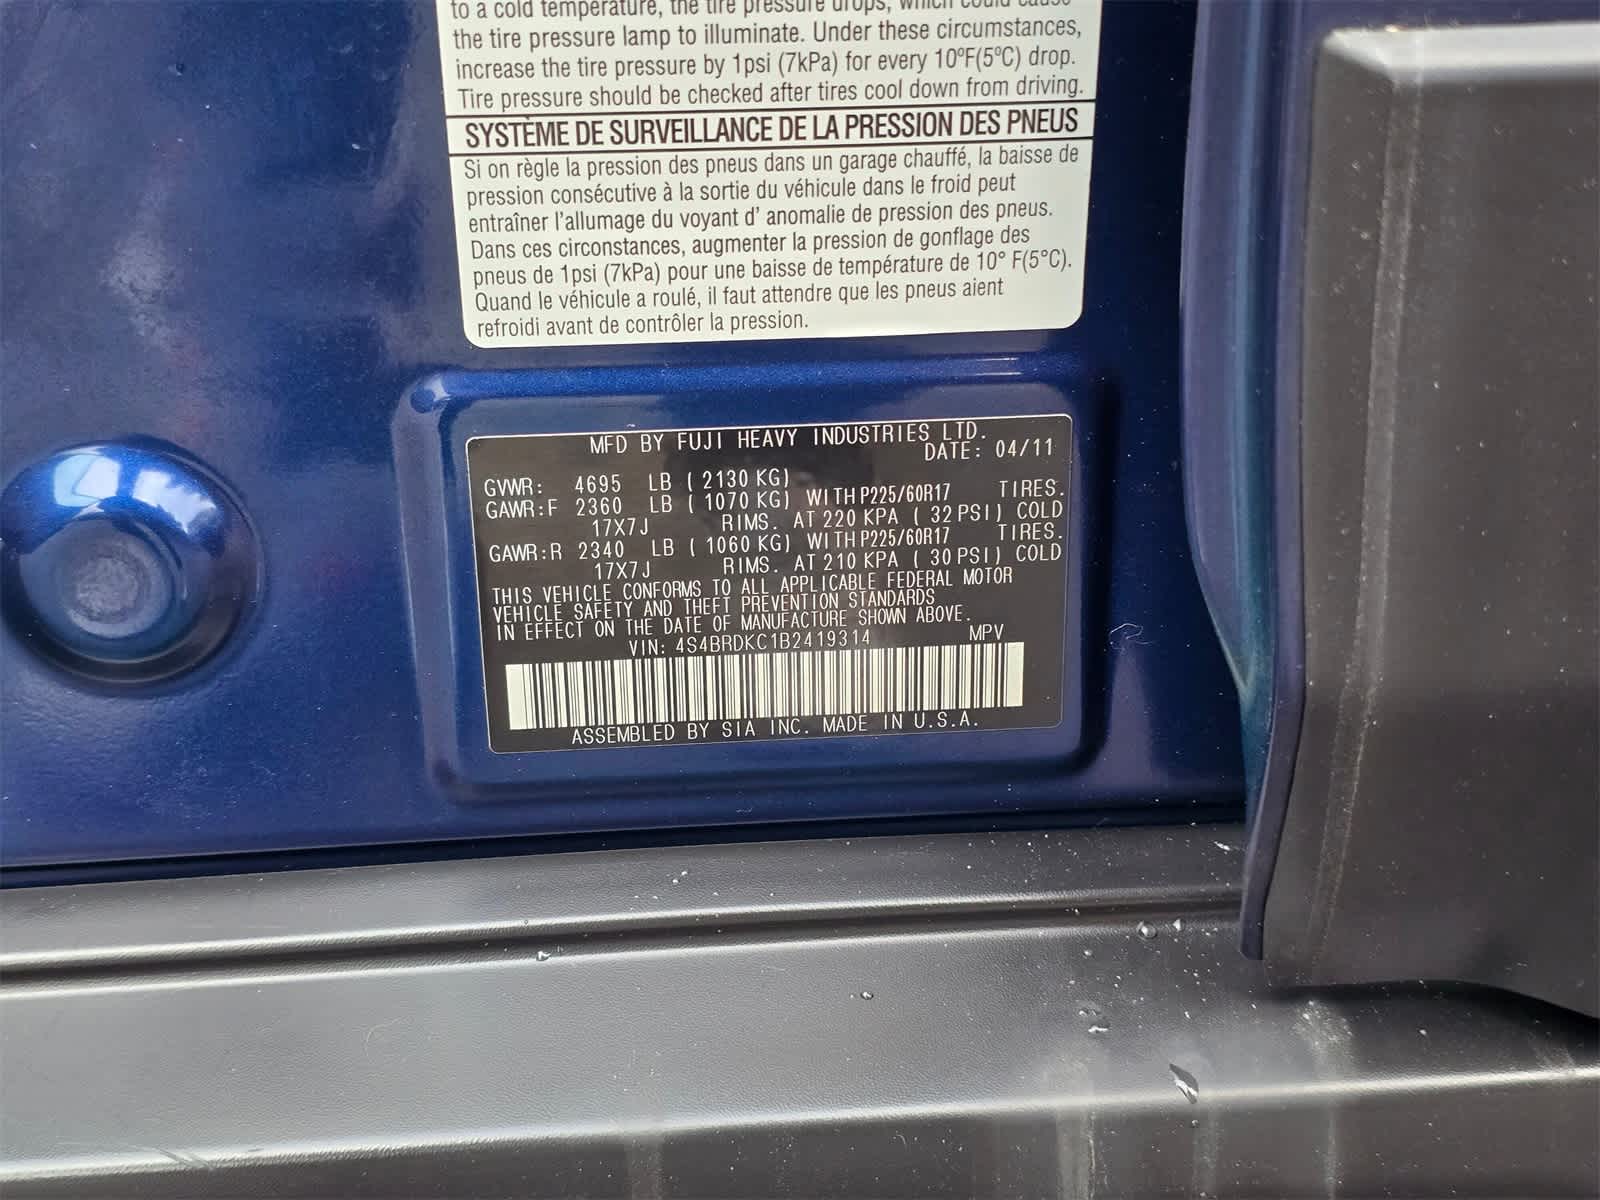 to a cold temperature, the tire pressure drops, which could cause
the tire pressure lamp to illuminate. Under these circumstances,
increase the tire pressure by 1psi (7kPa) for every 10ºF(5ºC) drop.
Tire pressure should be checked after tires cool down from driving.
SYSTÈME DE SURVEILLANCE DE LA PRESSION DES PNEUS
Si on règle la pression des pneus dans un garage chauffé, la baisse de
pression consécutive à la sortie du véhicule dans le froid peut
entraîner l'allumage du voyant d' anomalie de pression des pneus.
Dans ces circonstances, augmenter la pression de gonflage des
pneus de 1psi (7kPa) pour une baisse de température de 10° F(5°C).
Quand le véhicule a roulé, il faut attendre que les pneus aient
refroidi avant de contrôler la pression.
MFD BY FUJI HEAVY INDUSTRIES LTD.
DATE: 04/11
GVWR: 4695 LB ( 2130 KG)
GAWR:F 2360 LB ( 1070 KG) WITH P225/60R17 TIRES.
17X7J RIMS. AT 220 KPA ( 32 PSI) COLD
GAWR:R 2340 LB ( 1060 KG) WITH P225/60R17 TIRES.
17X7J RIMS. AT 210 KPA ( 30 PSI) COLD
THIS VEHICLE CONFORMS TO ALL APPLICABLE FEDERAL MOTOR
VEHICLE SAFETY AND THEFT PREVENTION STANDARDS
IN EFFECT ON THE DATE OF MANUFACTURE SHOWN ABOVE.
VIN: 4S4BRDKC1B2419314 MPV
ASSEMBLED BY SIA INC. MADE IN U.S.A.